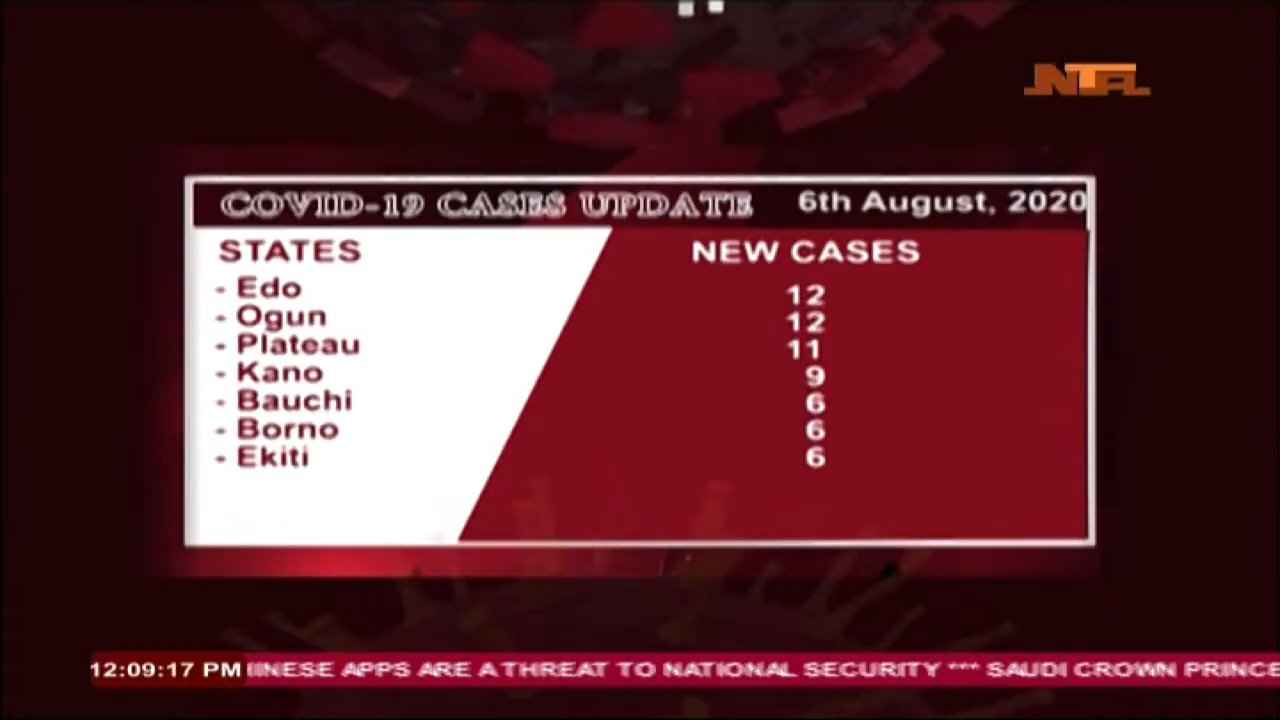 NTA
COVID-19 CASES UPDATE 6th August, 2020
STATES NEW CASES
- Edo 12
- Ogun 12
- Plateau 11
- Kano 9
- Bauchi 6
- Borno 6
- Ekiti 6
12:09:17 PM INESE APPS ARE A THREAT TO NATIONAL SECURITY *** SAUDI CROWN PRINCE